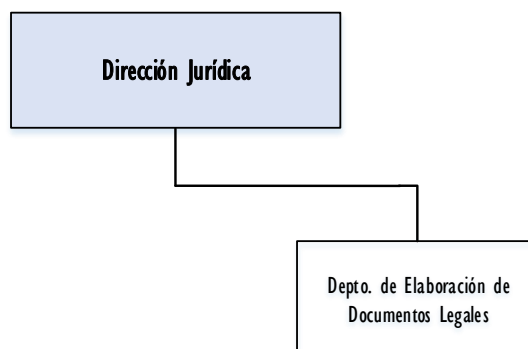 Dirección Jurídica
Depto. de Elaboración de
Documentos Legales